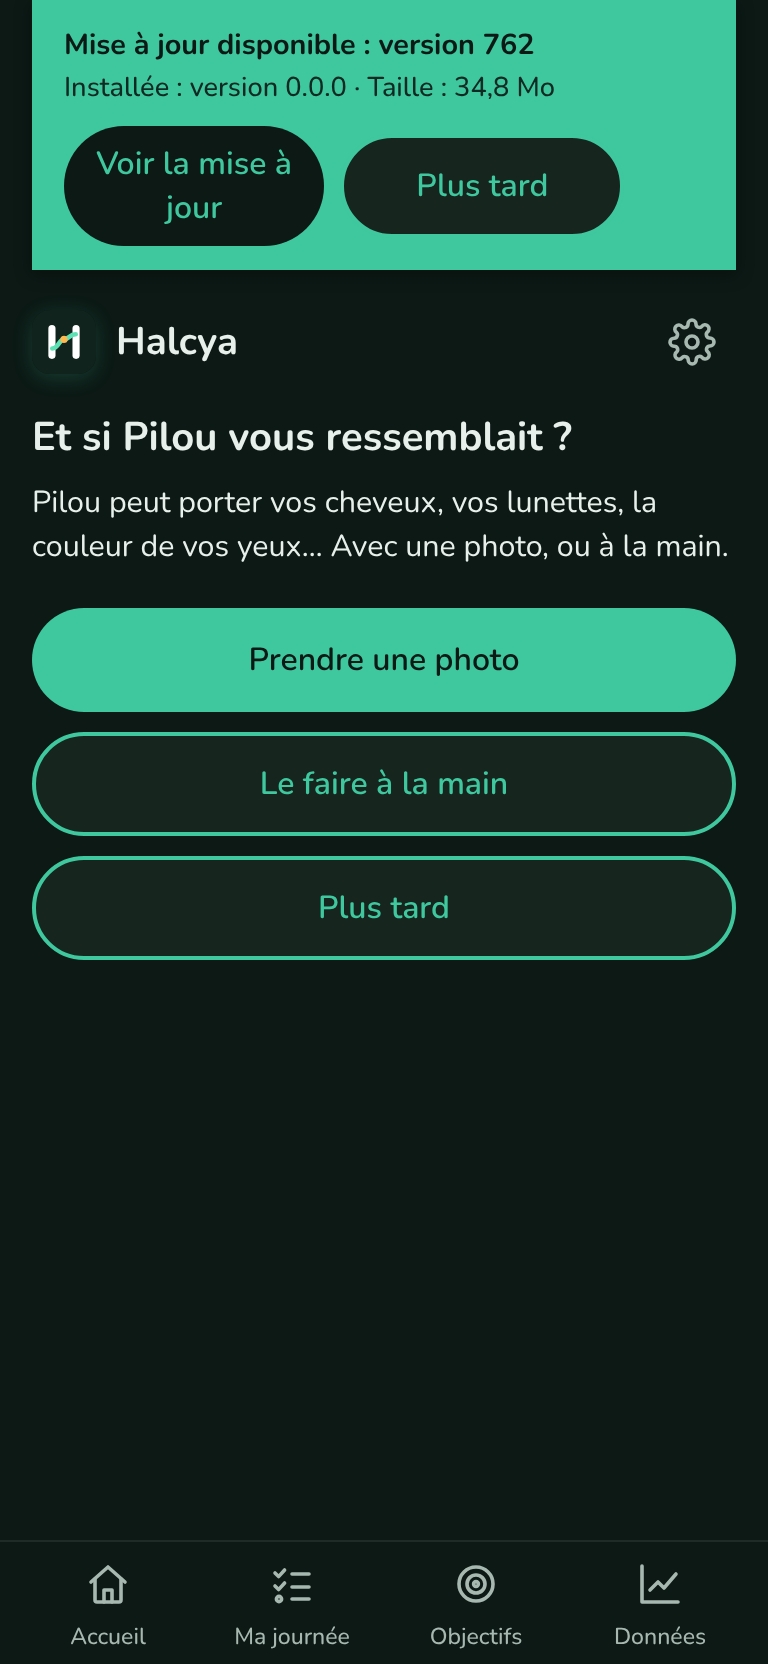 Mise à jour disponible : version 762
Installée : version 0.0.0 · Taille : 34,8 Mo
Voir la mise à
jour
Plus tard
Halcya
Et si Pilou vous ressemblait ?
Pilou peut porter vos cheveux, vos lunettes, la
couleur de vos yeux... Avec une photo, ou à la main.
Prendre une photo
Le faire à la main
Plus tard
Accueil
Ma journée
Objectifs
Données